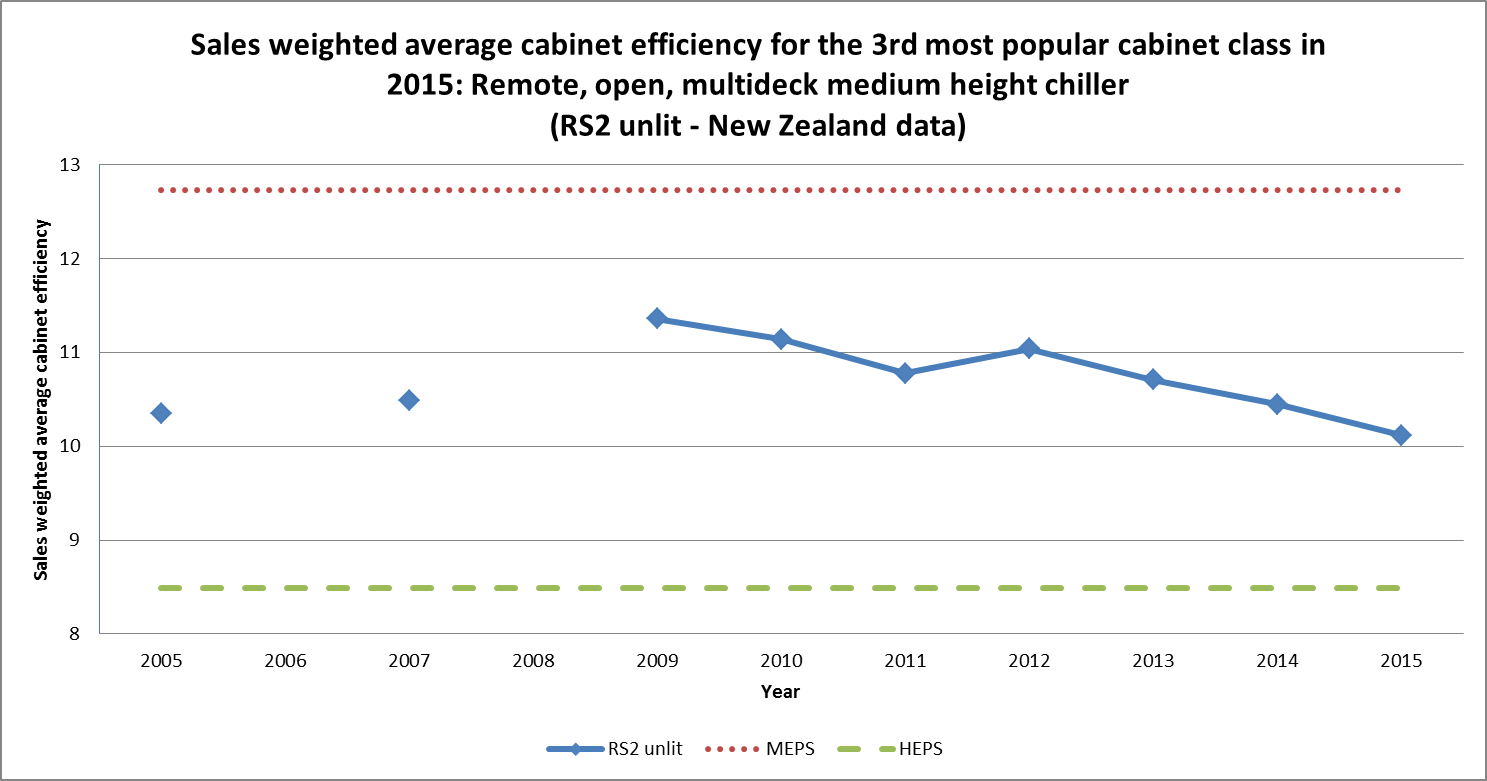 Sales weighted average cabinet efficiency for the 3rd most popular cabinet class in
2015: Remote, open, multideck medium height chiller
(RS2 unlit - New Zealand data)
Sales weighted average cabinet efficiency
13
12
11
10
9
8
2005 2006 2007 2008 2009 2010 2011 2012 2013 2014 2015
Year
RS2 unlit MEPS HEPS